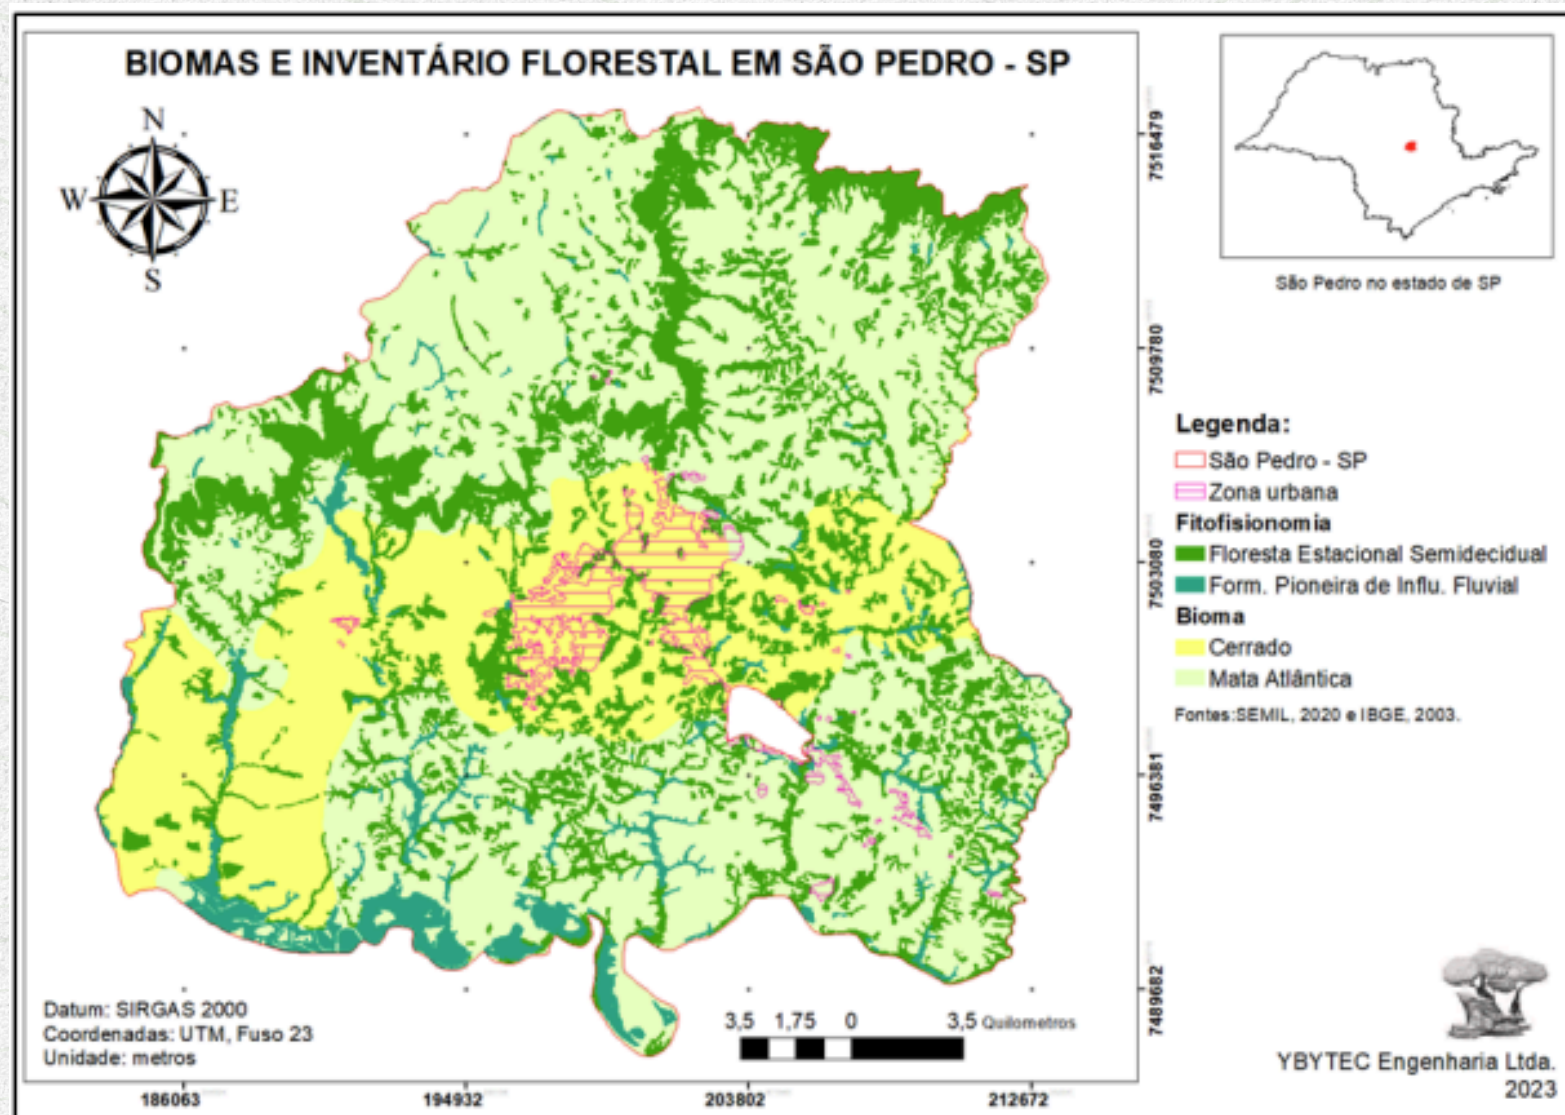 BIOMAS E INVENTÁRIO FLORESTAL EM SÃO PEDRO - SP
N
W
E
S
São Pedro no estado de SP
7516479
7509780
7503080
7496381
7489682
Legenda:
São Pedro - SP
Zona urbana
Fitofisionomia
Floresta Estacional Semidecidual
Form. Pioneira de Influ. Fluvial
Bioma
Cerrado
Mata Atlântica
Fontes:SEMIL, 2020 e IBGE, 2003.
Datum: SIRGAS 2000
Coordenadas: UTM, Fuso 23
Unidade: metros
3,5 1,75 0 3,5 Quilometros
186063 194932 203802 212672
YBYTEC Engenharia Ltda.
2023